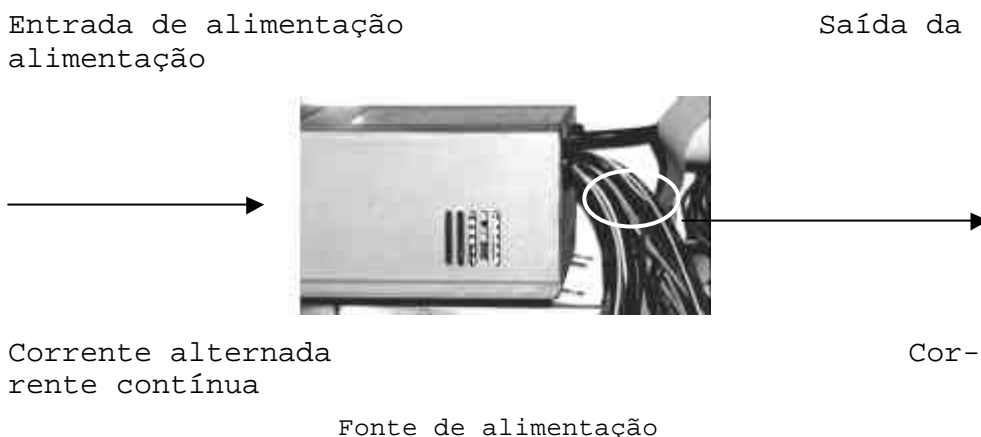 Entrada de alimentação Saída da
alimentação
Corrente alternada Cor-
rente contínua
Fonte de alimentação